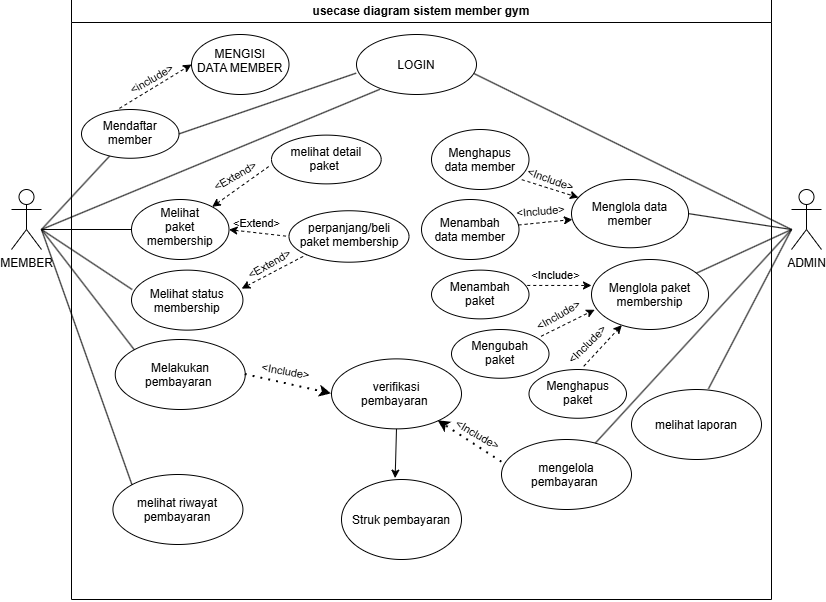 usecase diagram sistem member gym
MENGISI
DATA MEMBER
LOGIN
<Include>
Mendaftar
member
melihat detail
paket
Menghapus
data member
<Extend>
<Include>
Melihat
paket
membership
<Extend>
perpanjang/beli
paket membership
Menambah
data member
<Include>
Menglola data
member
MEMBER
ADMIN
<Extend>
Melihat status
membership
Menambah
paket
<Include>
Menglola paket
membership
<Include>
Mengubah
paket
<Include>
Melakukan
pembayaran
<Include>
verifikasi
pembayaran
Menghapus
paket
melihat laporan
<Include>
mengelola
pembayaran
melihat riwayat
pembayaran
Struk pembayaran